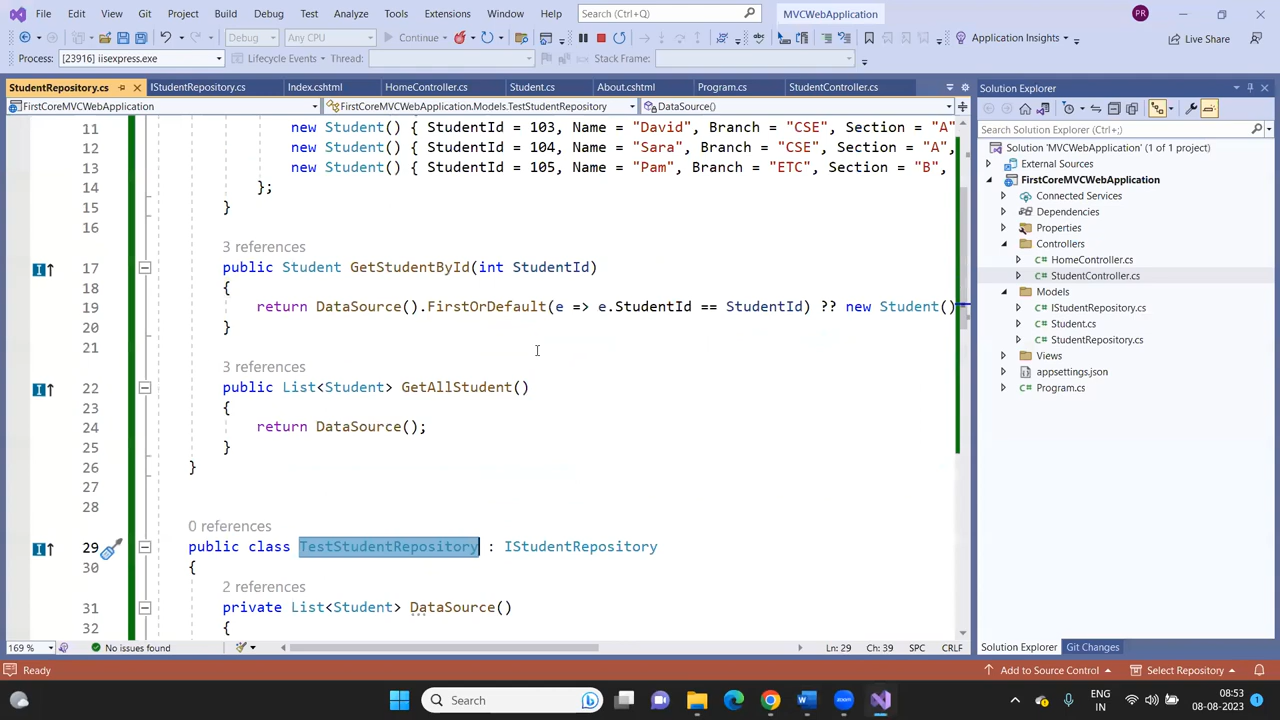 File Edit View Git Project Build Debug Test Analyze Tools Extensions Window Help Search (Ctrl+Q) MVCWebApplication PR
Debug Any CPU Continue Application Insights Live Share
Process: [23916] iisexpress.exe Lifecycle Events Thread: Stack Frame:
StudentRepository.cs IStudentRepository.cs Index.cshtml HomeController.cs Student.cs About.cshtml Program.cs StudentController.cs
FirstCoreMVCWebApplication FirstCoreMVCWebApplication.Models.TestStudentRepository DataSource()
11 new Student() { StudentId = 103, Name = "David", Branch = "CSE", Section = "A"
12 new Student() { StudentId = 104, Name = "Sara", Branch = "CSE", Section = "A",
13 new Student() { StudentId = 105, Name = "Pam", Branch = "ETC", Section = "B",
14 };
15 }
16
3 references
17 public Student GetStudentById(int StudentId)
18 {
19 return DataSource().FirstOrDefault(e => e.StudentId == StudentId) ?? new Student()
20 }
21
3 references
22 public List<Student> GetAllStudent()
23 {
24 return DataSource();
25 }
26 }
27
28
0 references
29 public class TestStudentRepository : IStudentRepository
30 {
2 references
31 private List<Student> DataSource()
32 {
169 % No issues found Ln: 29 Ch: 39 SPC CRLF
Solution Explorer
Search Solution Explorer (Ctrl+;)
Solution 'MVCWebApplication' (1 of 1 project)
External Sources
FirstCoreMVCWebApplication
Connected Services
Dependencies
Properties
Controllers
HomeController.cs
StudentController.cs
Models
IStudentRepository.cs
Student.cs
StudentRepository.cs
Views
appsettings.json
Program.cs
Solution Explorer Git Changes
Ready Add to Source Control Select Repository
Search ENG IN 08:53 08-08-2023